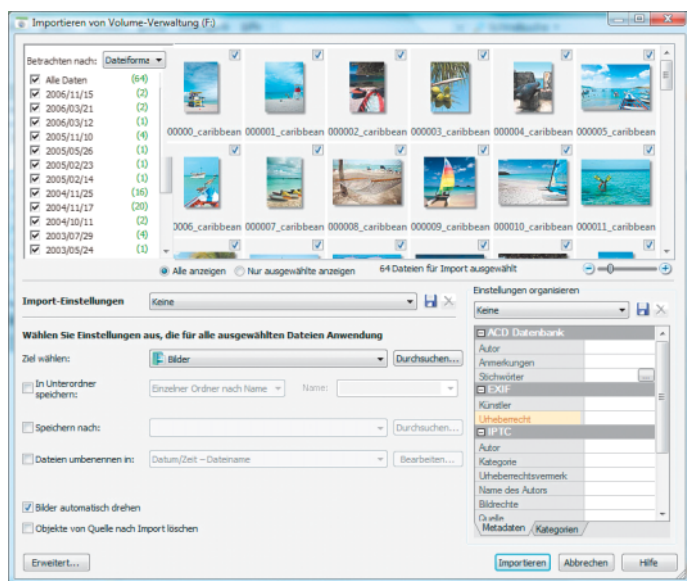 Importieren von Volume-Verwaltung (F:)
Betrachten nach: Dateiforma
Alle Daten (64)
2006/11/15 (2)
2006/03/21 (2)
2006/03/12 (1)
2005/11/10 (4)
2005/05/26 (1)
2005/02/23 (1)
2005/02/14 (1)
2004/11/25 (16)
2004/11/17 (20)
2004/10/11 (2)
2003/07/29 (4)
2003/05/24 (1)
00000_caribbean 000001_caribbean 000002_caribbean 000003_caribbean 000004_caribbean 000005_caribbean
0006_caribbean 000007_caribbean 000008_caribbean 000009_caribbean 000010_caribbean 000011_caribbean
Alle anzeigen Nur ausgewählte anzeigen 64 Dateien für Import ausgewählt
Import-Einstellungen Keine
Wählen Sie Einstellungen aus, die für alle ausgewählten Dateien Anwendung
Ziel wählen: Bilder Durchsuchen...
In Unterordner speichern: Einzelner Ordner nach Name Name:
Speichern nach: Durchsuchen...
Dateien umbenennen in: Datum/Zeit – Dateiname Bearbeiten...
Bilder automatisch drehen
Objekte von Quelle nach Import löschen
Einstellungen organisieren
Keine
ACD Datenbank
Autor
Anmerkungen
Stichwörter ...
EXIF
Künstler
Urheberrecht
IPTC
Autor
Kategorie
Urheberrechtsvermerk
Name des Autors
Bildrechte
Quelle
Metadaten Kategorien
Erweitert... Importieren Abbrechen Hilfe